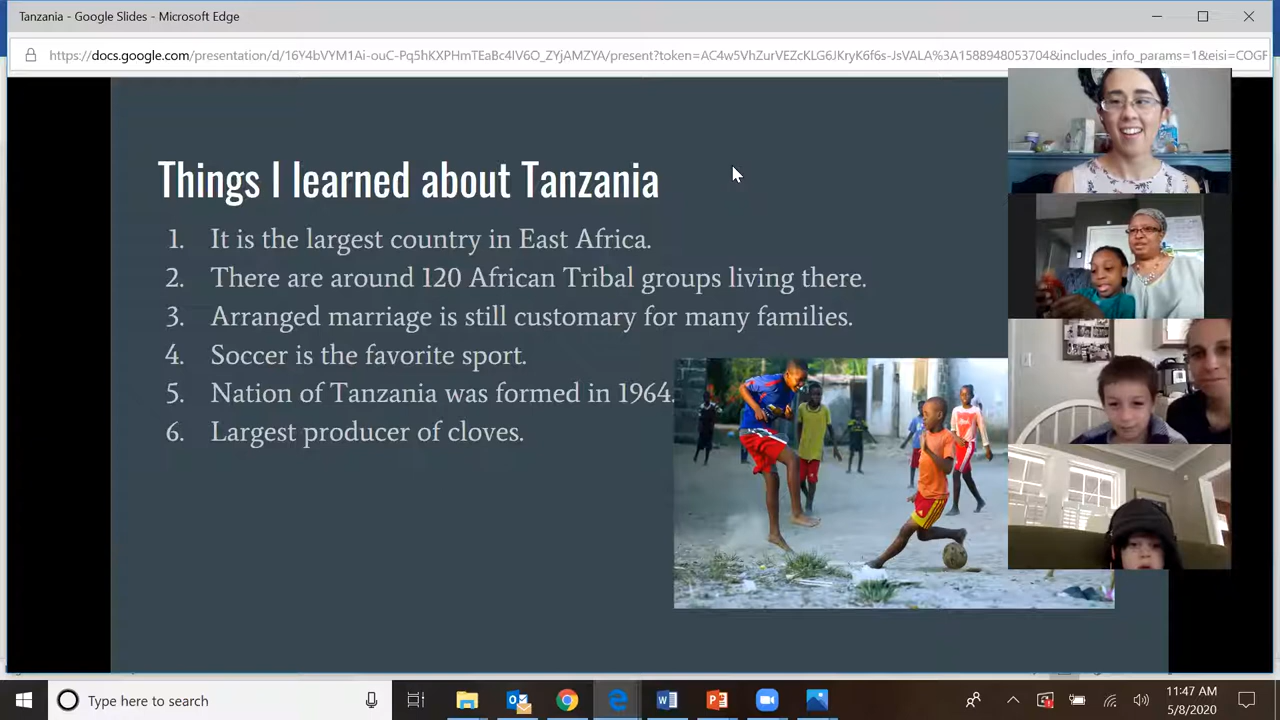 Tanzania - Google Slides - Microsoft Edge
https://docs.google.com/presentation/d/16Y4bVYM1Ai-ouC-Pq5hKXPHmTEaBc4IV6O_ZYjAMZYA/present?token=AC4w5VhZurVEZcKLG6JKryK6f6s-JsVALA%3A1588948053704&includes_info_params=1&eisi=COGF
Things I learned about Tanzania
1. It is the largest country in East Africa.
2. There are around 120 African Tribal groups living there.
3. Arranged marriage is still customary for many families.
4. Soccer is the favorite sport.
5. Nation of Tanzania was formed in 1964.
6. Largest producer of cloves.
Type here to search
11:47 AM
5/8/2020